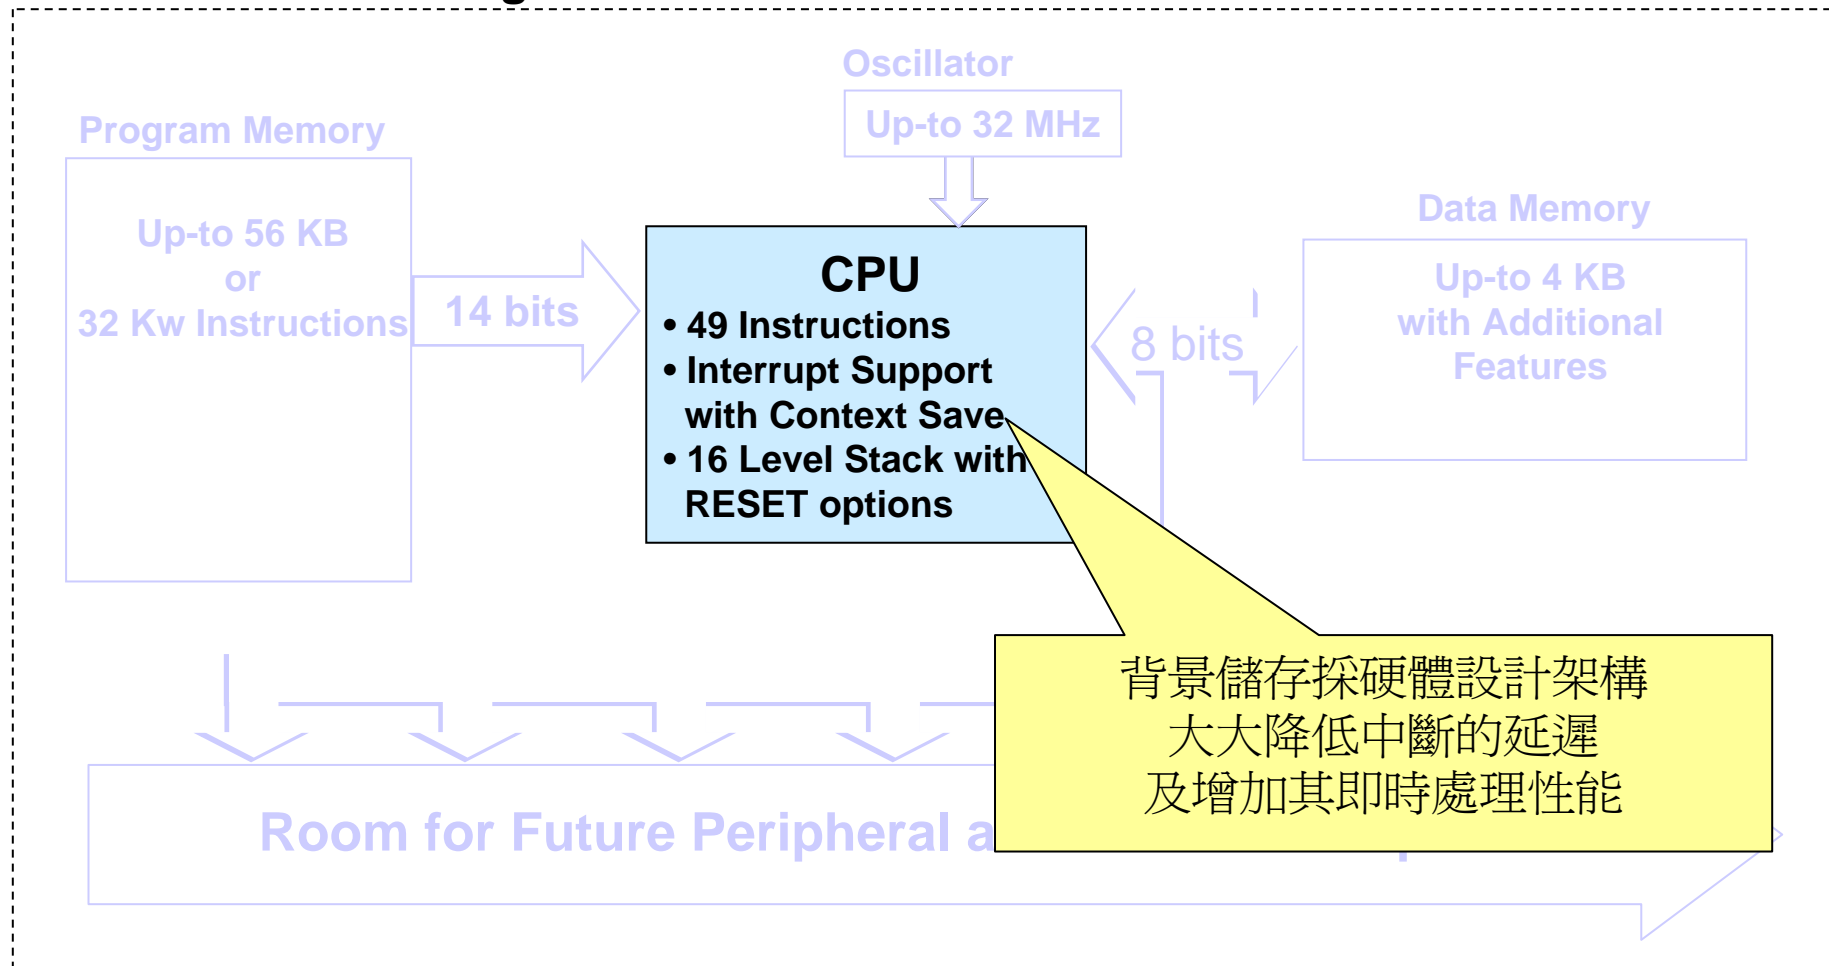 Oscillator
Up-to 32 MHz
Program Memory
Up-to 56 KB
or
32 Kw Instructions
14 bits
CPU
• 49 Instructions
• Interrupt Support
with Context Save
• 16 Level Stack with
RESET options
8 bits
Data Memory
Up-to 4 KB
with Additional
Features
背景儲存採硬體設計架構
大大降低中斷的延遲
及增加其即時處理性能
Room for Future Peripheral